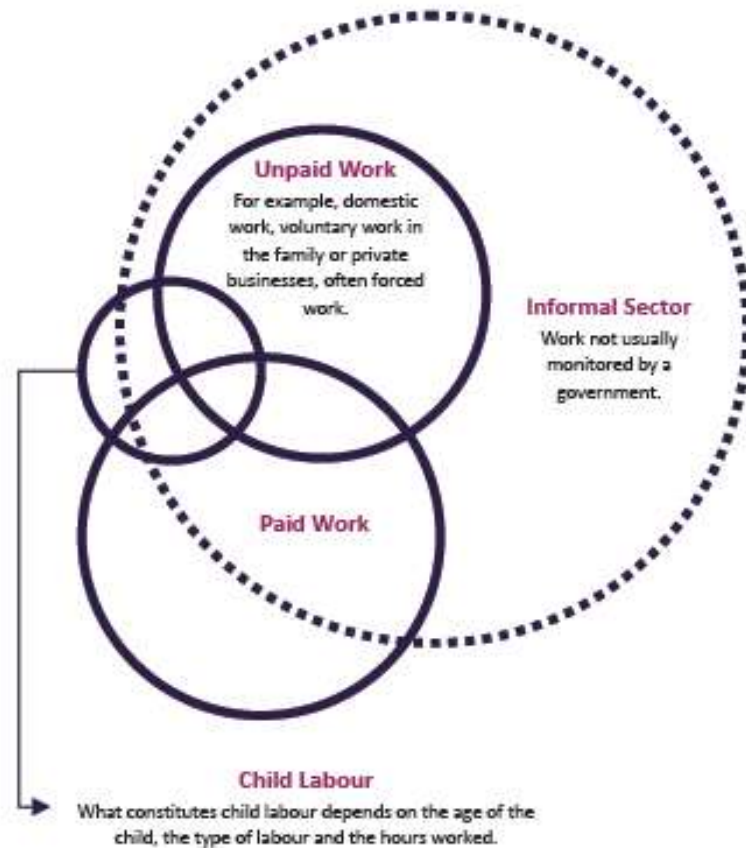 Unpaid Work
For example, domestic
work, voluntary work in
the family or private
businesses, often forced
work.
Informal Sector
Work not usually
monitored by a
government.
Paid Work
Child Labour
What constitutes child labour depends on the age of the
child, the type of labour and the hours worked.